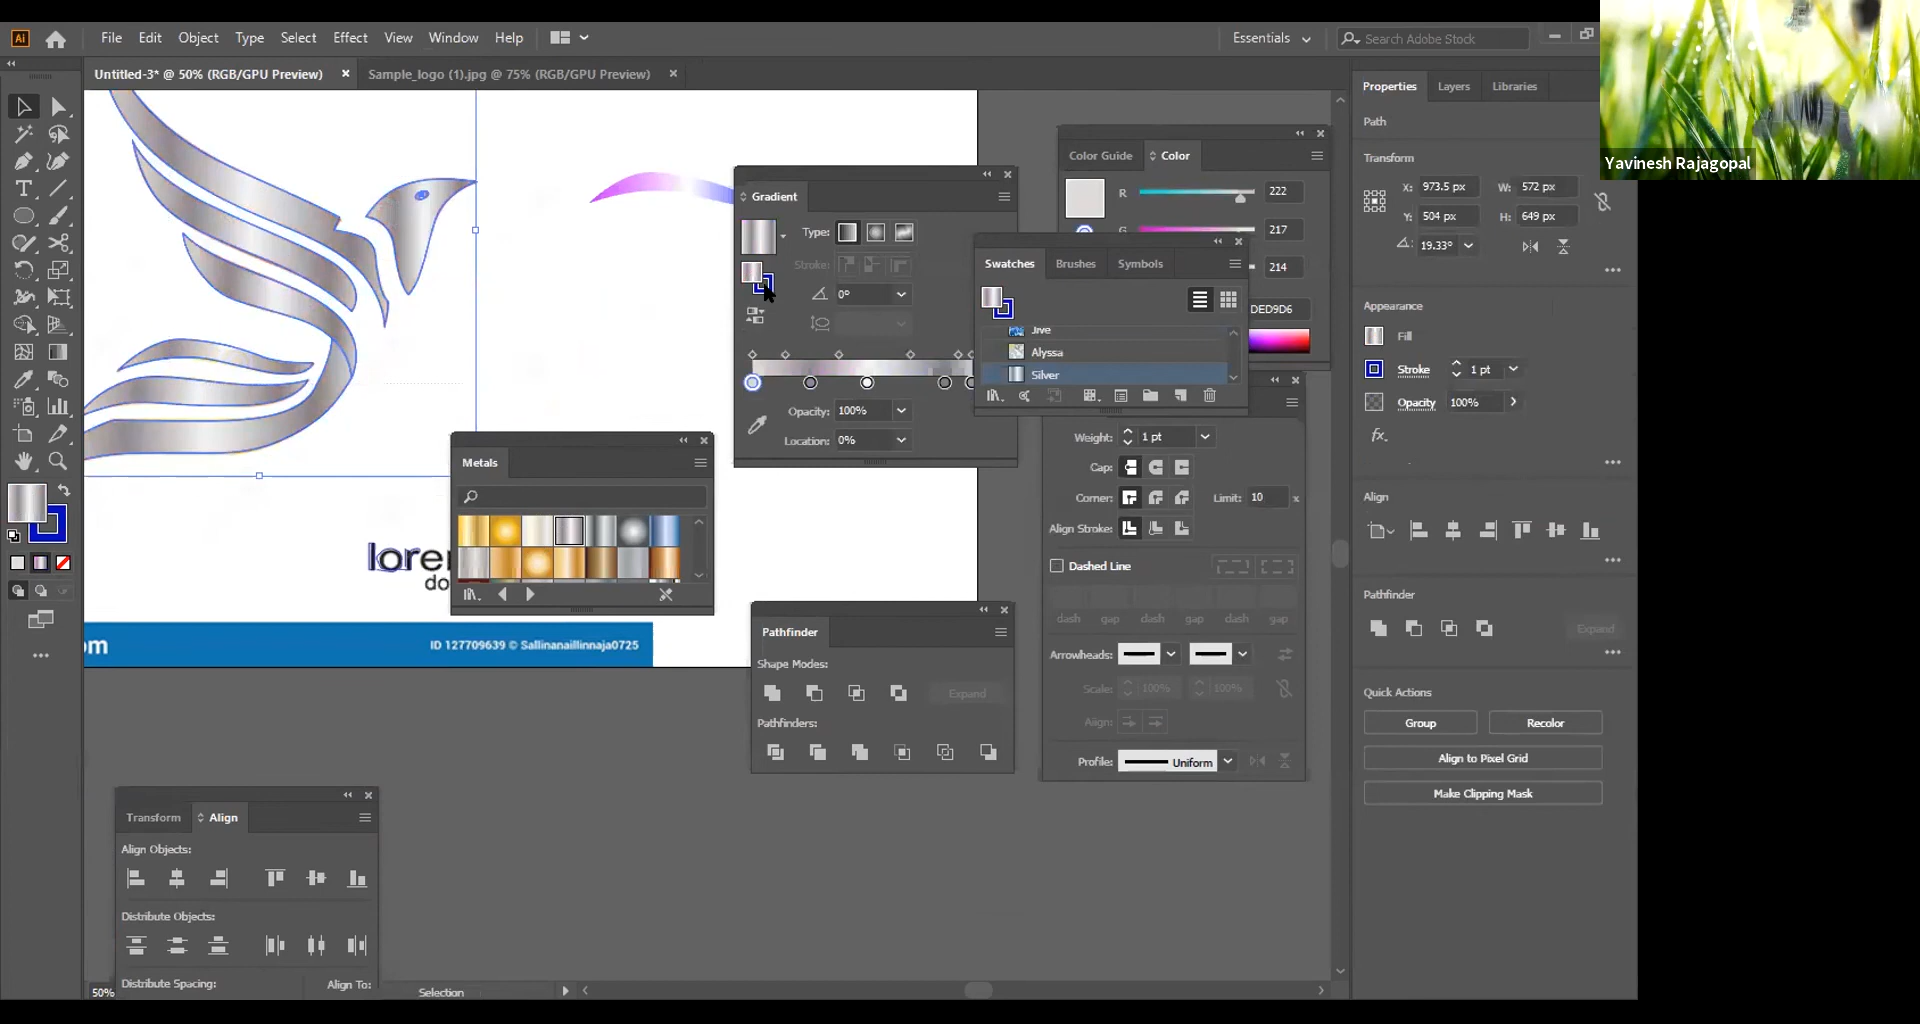 Ai
File Edit Object Type Select Effect View Window Help
Essentials
Search Adobe Stock
Untitled-3* @ 50% (RGB/GPU Preview) × Sample_logo (1).jpg @ 75% (RGB/GPU Preview) ×
Yavinesh Rajagopal
Properties Layers Libraries
Path
Transform
X: 973.5 px W: 572 px
Y: 504 px H: 649 px
19.33°
Appearance
Fill
Stroke 1 pt
Opacity 100%
fx.
Align
Pathfinder
Expand
Quick Actions
Group Recolor
Align to Pixel Grid
Make Clipping Mask
Color Guide Color
R 222
217
214
DED9D6
Gradient
Type:
Stroke:
0°
Opacity: 100%
Location: 0%
Swatches Brushes Symbols
Jive
Alyssa
Silver
Weight: 1 pt
Cap:
Corner: Limit: 10 x
Align Stroke:
Dashed Line
dash gap dash gap dash gap
Arrowheads:
Scale: 100% 100%
Align:
Profile: Uniform
Metals
lore
do
om
ID 127709639 © Sallinanaillinnaja0725
Pathfinder
Shape Modes:
Expand
Pathfinders:
Transform Align
Align Objects:
Distribute Objects:
Distribute Spacing: Align To:
50% Selection